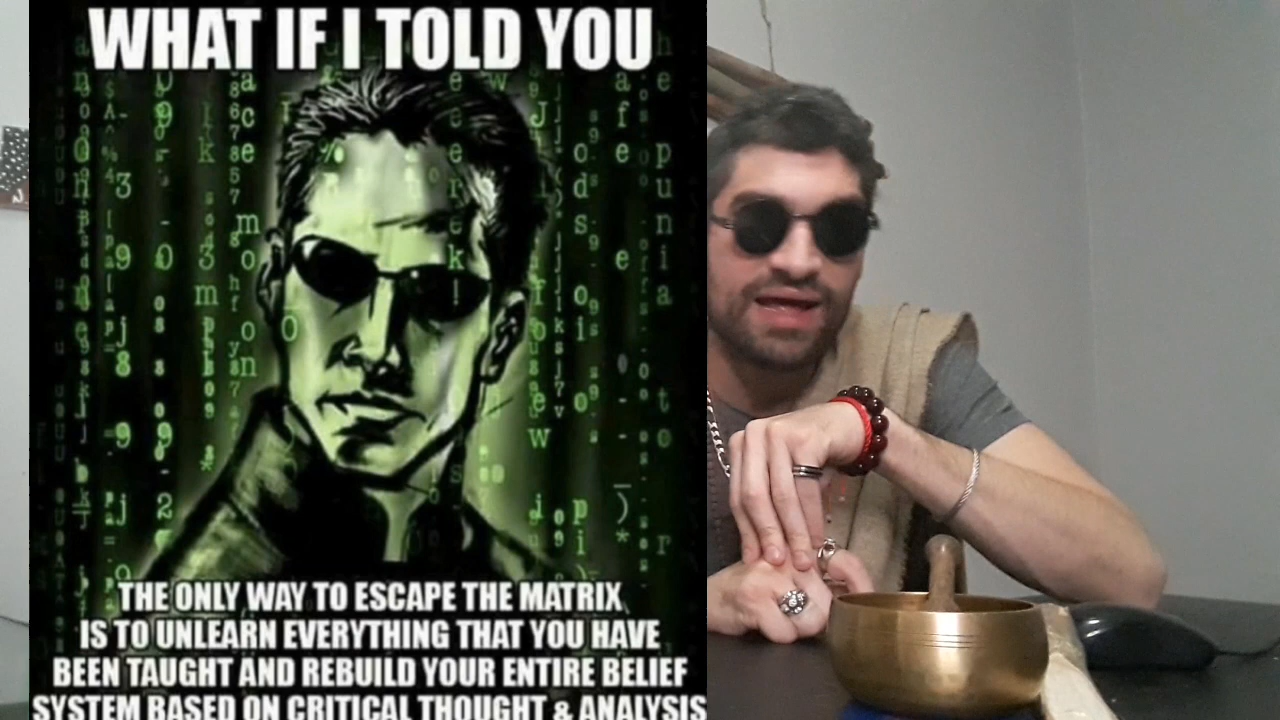 WHAT IF I TOLD YOU
THE ONLY WAY TO ESCAPE THE MATRIX
IS TO UNLEARN EVERYTHING THAT YOU HAVE
BEEN TAUGHT AND REBUILD YOUR ENTIRE BELIEF
SYSTEM BASED ON CRITICAL THOUGHT & ANALYSIS